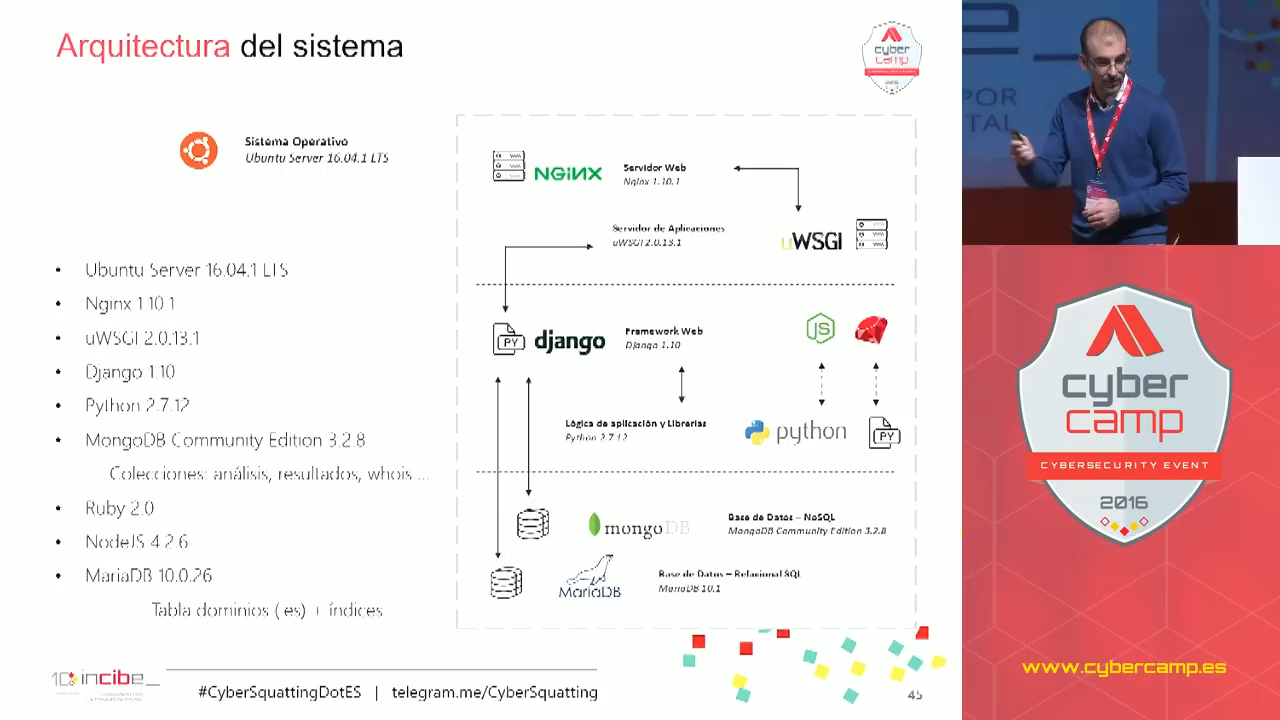 Arquitectura del sistema
cyber
camp
Sistema Operativo
Ubuntu Server 16.04.1 LTS
• Ubuntu Server 16.04.1 LTS
• Nginx 1.10.1
• uWSGI 2.0.13.1
• Django 1.10
• Python 2.7.12
• MongoDB Community Edition 3.2.8
Colecciones: análisis, resultados, whois ...
• Ruby 2.0
• NodeJS 4.2.6
• MariaDB 10.0.26
Tabla dominios (.es) + índices
NGINX
Servidor Web
Nginx 1.10.1
Servidor de Aplicaciones
uWSGI 2.0.13.1
uWSGI
PY
django
Framework Web
Django 1.10
JS
Lógica de aplicación y Librerías
Python 2.7.12
python
PY
mongoDB
Base de Datos – NoSQL
MongoDB Community Edition 3.2.8
MariaDB
Base de Datos – Relacional SQL
MariaDB 10.1
incibe_
#CyberSquattingDotES | telegram.me/CyberSquatting
45
POR
TAL
cyber
camp
CYBERSECURITY EVENT
2016
www.cybercamp.es